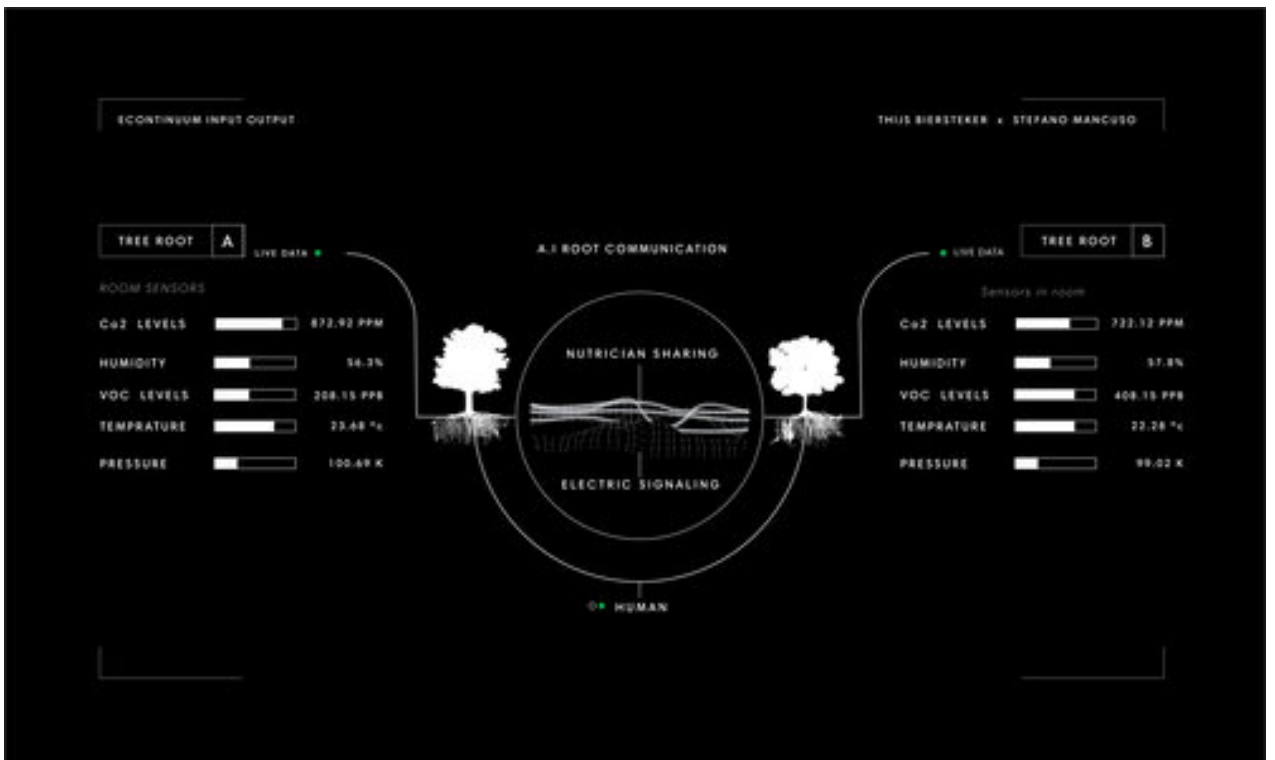 ECONTINUUM INPUT OUTPUT
THIJS BIERSTEKER x STEFANO MANCUSO
TREE ROOT A
LIVE DATA
ROOM SENSORS
Co2 LEVELS 872.92 PPM
HUMIDITY 56.3%
VOC LEVELS 208.15 PPB
TEMPRATURE 23.68 °c
PRESSURE 100.69 K
A.I ROOT COMMUNICATION
NUTRICIAN SHARING
ELECTRIC SIGNALING
HUMAN
LIVE DATA
TREE ROOT B
Sensors in room
Co2 LEVELS 722.12 PPM
HUMIDITY 57.8%
VOC LEVELS 408.15 PPB
TEMPRATURE 22.28 °c
PRESSURE 99.02 K